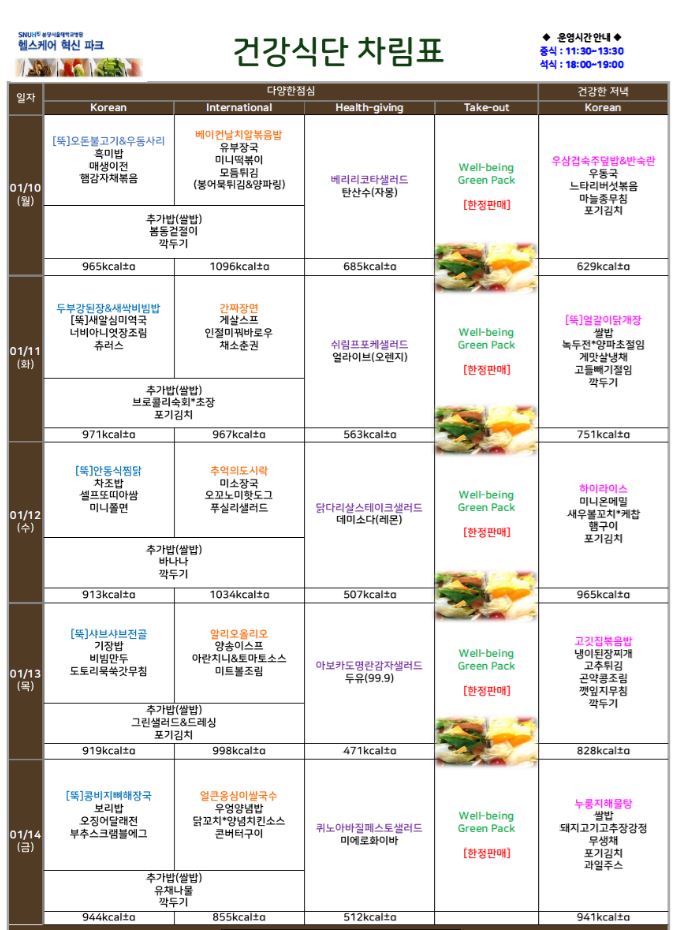 SNUH 분당서울대학교병원
헬스케어 혁신 파크
건강식단 차림표
◆ 운영시간 안내 ◆
중식 : 11:30~13:30
석식 : 18:00~19:00
일자
다양한점심
건강한 저녁
Korean
International
Health-giving
Take-out
Korean
01/10
(월)
[뚝]오돈불고기&우동사리
흑미밥
매생이전
햄감자채볶음
베이컨날치알볶음밥
유부장국
미니떡볶이
모듬튀김
(붕어묵튀김&양파링)
추가밥(쌀밥)
봄동겉절이
깍두기
베리리코타샐러드
탄산수(자몽)
Well-being
Green Pack
[한정판매]
우삼겹숙주덮밥&반숙란
우동국
느타리버섯볶음
마늘종무침
포기김치
965kcal±α
1096kcal±α
685kcal±α
629kcal±α
01/11
(화)
두부강된장&새싹비빔밥
[뚝]새알심미역국
너비아니엿장조림
츄러스
간짜장면
게살스프
인절미꿔바로우
채소춘권
추가밥(쌀밥)
브로콜리숙회*초장
포기김치
쉬림프포케샐러드
얼라이브(오렌지)
Well-being
Green Pack
[한정판매]
[뚝]얼갈이닭개장
쌀밥
녹두전*양파초절임
게맛살냉채
고들빼기절임
깍두기
971kcal±α
967kcal±α
563kcal±α
751kcal±α
01/12
(수)
[뚝]안동식찜닭
차조밥
셀프또띠아쌈
미니쫄면
추억의도시락
미소장국
오꼬노미핫도그
푸실리샐러드
추가밥(쌀밥)
바나나
깍두기
닭다리살스테이크샐러드
데미소다(레몬)
Well-being
Green Pack
[한정판매]
하이라이스
미니온메밀
새우볼꼬치*케찹
햄구이
포기김치
913kcal±α
1034kcal±α
507kcal±α
965kcal±α
01/13
(목)
[뚝]샤브샤브전골
기장밥
비빔만두
도토리묵쑥갓무침
알리오올리오
양송이스프
아란치니&토마토소스
미트볼조림
추가밥(쌀밥)
그린샐러드&드레싱
포기김치
아보카도명란감자샐러드
두유(99.9)
Well-being
Green Pack
[한정판매]
고깃집볶음밥
냉이된장찌개
고추튀김
곤약콩조림
깻잎지무침
깍두기
919kcal±α
998kcal±α
471kcal±α
828kcal±α
01/14
(금)
[뚝]콩비지뼈해장국
보리밥
오징어달래전
부추스크램블에그
얼큰옹심미쌀국수
우엉양념밥
닭꼬치*양념치킨소스
콘버터구이
추가밥(쌀밥)
유채나물
깍두기
퀴노아바질페스토샐러드
미에로화이바
Well-being
Green Pack
[한정판매]
누룽지해물탕
쌀밥
돼지고기고추장강정
무생채
포기김치
과일주스
944kcal±α
855kcal±α
512kcal±α
941kcal±α